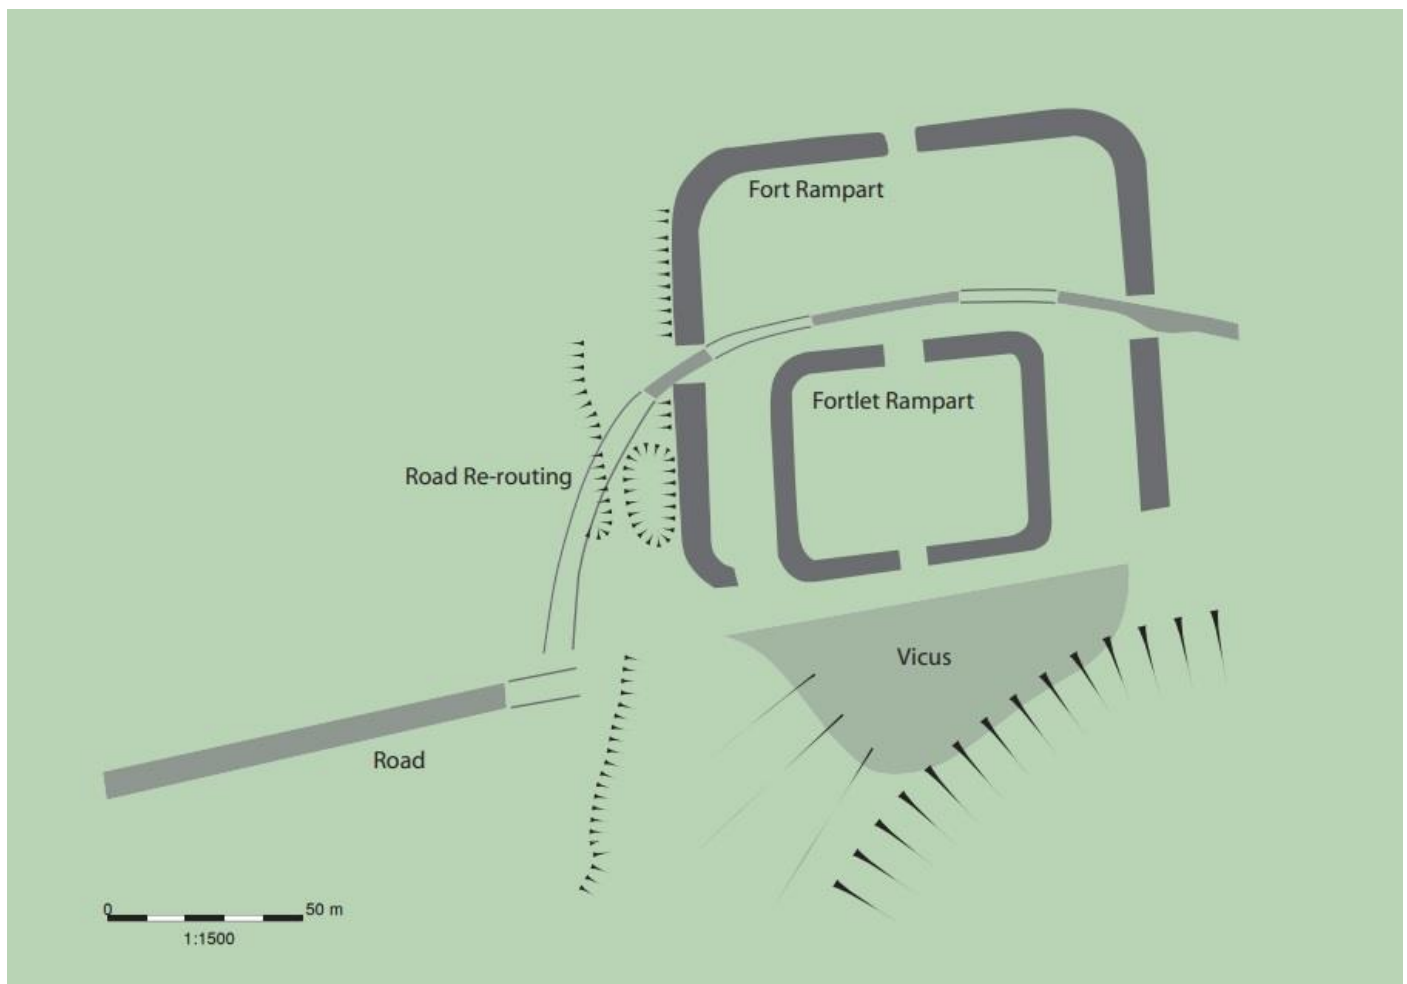 Fort Rampart
Fortlet Rampart
Road Re-routing
Vicus
Road
0 50 m
1:1500